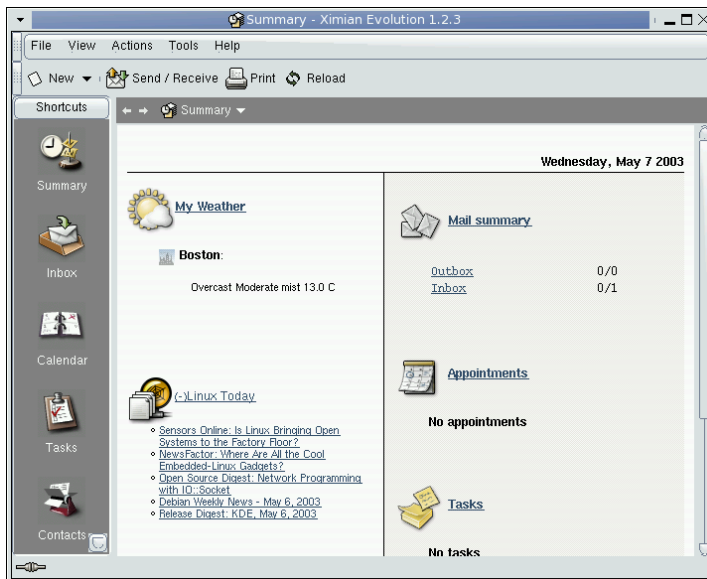 Summary - Ximian Evolution 1.2.3
File View Actions Tools Help
New Send / Receive Print Reload
Shortcuts
Summary
Summary
Inbox
Calendar
Tasks
Contacts
Wednesday, May 7 2003
My Weather
Boston:
Overcast Moderate mist 13.0 C
(-)Linux Today
Sensors Online: Is Linux Bringing Open
Systems to the Factory Floor?
NewsFactor: Where Are All the Cool
Embedded-Linux Gadgets?
Open Source Digest: Network Programming
with IO::Socket
Debian Weekly News - May 6, 2003
Release Digest: KDE, May 6, 2003
Mail summary
Outbox 0/0
Inbox 0/1
Appointments
No appointments
Tasks
No tasks